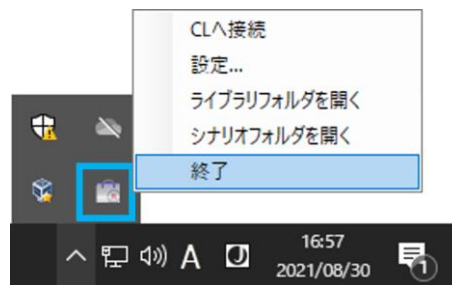 CLへ接続
設定...
ライブラリフォルダを開く
シナリオフォルダを開く
終了
A
J
16:57
2021/08/30
1